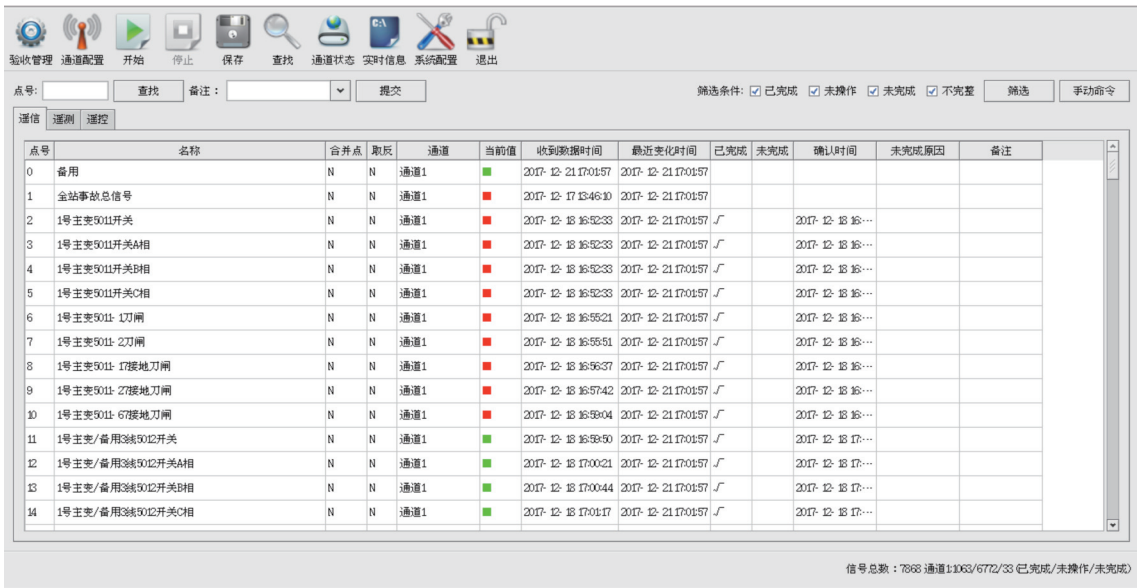 C:\
验收管理 通道配置 开始 停止 保存 查找 通道状态 实时信息 系统配置 退出
点号: 查找 备注: 提交 筛选条件: 已完成 未操作 未完成 不完整 筛选 手动命令
遥信 遥测 遥控
点号 名称 合并点 取反 通道 当前值 收到数据时间 最近变化时间 已完成 未完成 确认时间 未完成原因 备注
0 备用 N N 通道1 2017-12-21 17:01:57 2017-12-21 17:01:57
1 全站事故总信号 N N 通道1 2017-12-17 13:46:10 2017-12-21 17:01:57
2 1号主变5011开关 N N 通道1 2017-12-18 16:52:33 2017-12-21 17:01:57 √ 2017-12-18 16:···
3 1号主变5011开关A相 N N 通道1 2017-12-18 16:52:33 2017-12-21 17:01:57 √ 2017-12-18 16:···
4 1号主变5011开关B相 N N 通道1 2017-12-18 16:52:33 2017-12-21 17:01:57 √ 2017-12-18 16:···
5 1号主变5011开关C相 N N 通道1 2017-12-18 16:52:33 2017-12-21 17:01:57 √ 2017-12-18 16:···
6 1号主变5011-1刀闸 N N 通道1 2017-12-18 16:55:21 2017-12-21 17:01:57 √ 2017-12-18 16:···
7 1号主变5011-2刀闸 N N 通道1 2017-12-18 16:55:51 2017-12-21 17:01:57 √ 2017-12-18 16:···
8 1号主变5011-17接地刀闸 N N 通道1 2017-12-18 16:56:37 2017-12-21 17:01:57 √ 2017-12-18 16:···
9 1号主变5011-27接地刀闸 N N 通道1 2017-12-18 16:57:42 2017-12-21 17:01:57 √ 2017-12-18 16:···
10 1号主变5011-67接地刀闸 N N 通道1 2017-12-18 16:59:04 2017-12-21 17:01:57 √ 2017-12-18 16:···
11 1号主变/备用3线5012开关 N N 通道1 2017-12-18 16:59:50 2017-12-21 17:01:57 √ 2017-12-18 17:···
12 1号主变/备用3线5012开关A相 N N 通道1 2017-12-18 17:00:21 2017-12-21 17:01:57 √ 2017-12-18 17:···
13 1号主变/备用3线5012开关B相 N N 通道1 2017-12-18 17:00:44 2017-12-21 17:01:57 √ 2017-12-18 17:···
14 1号主变/备用3线5012开关C相 N N 通道1 2017-12-18 17:01:17 2017-12-21 17:01:57 √ 2017-12-18 17:···
信号总数:7868 通道1:1063/6772/33 (已完成/未操作/未完成)